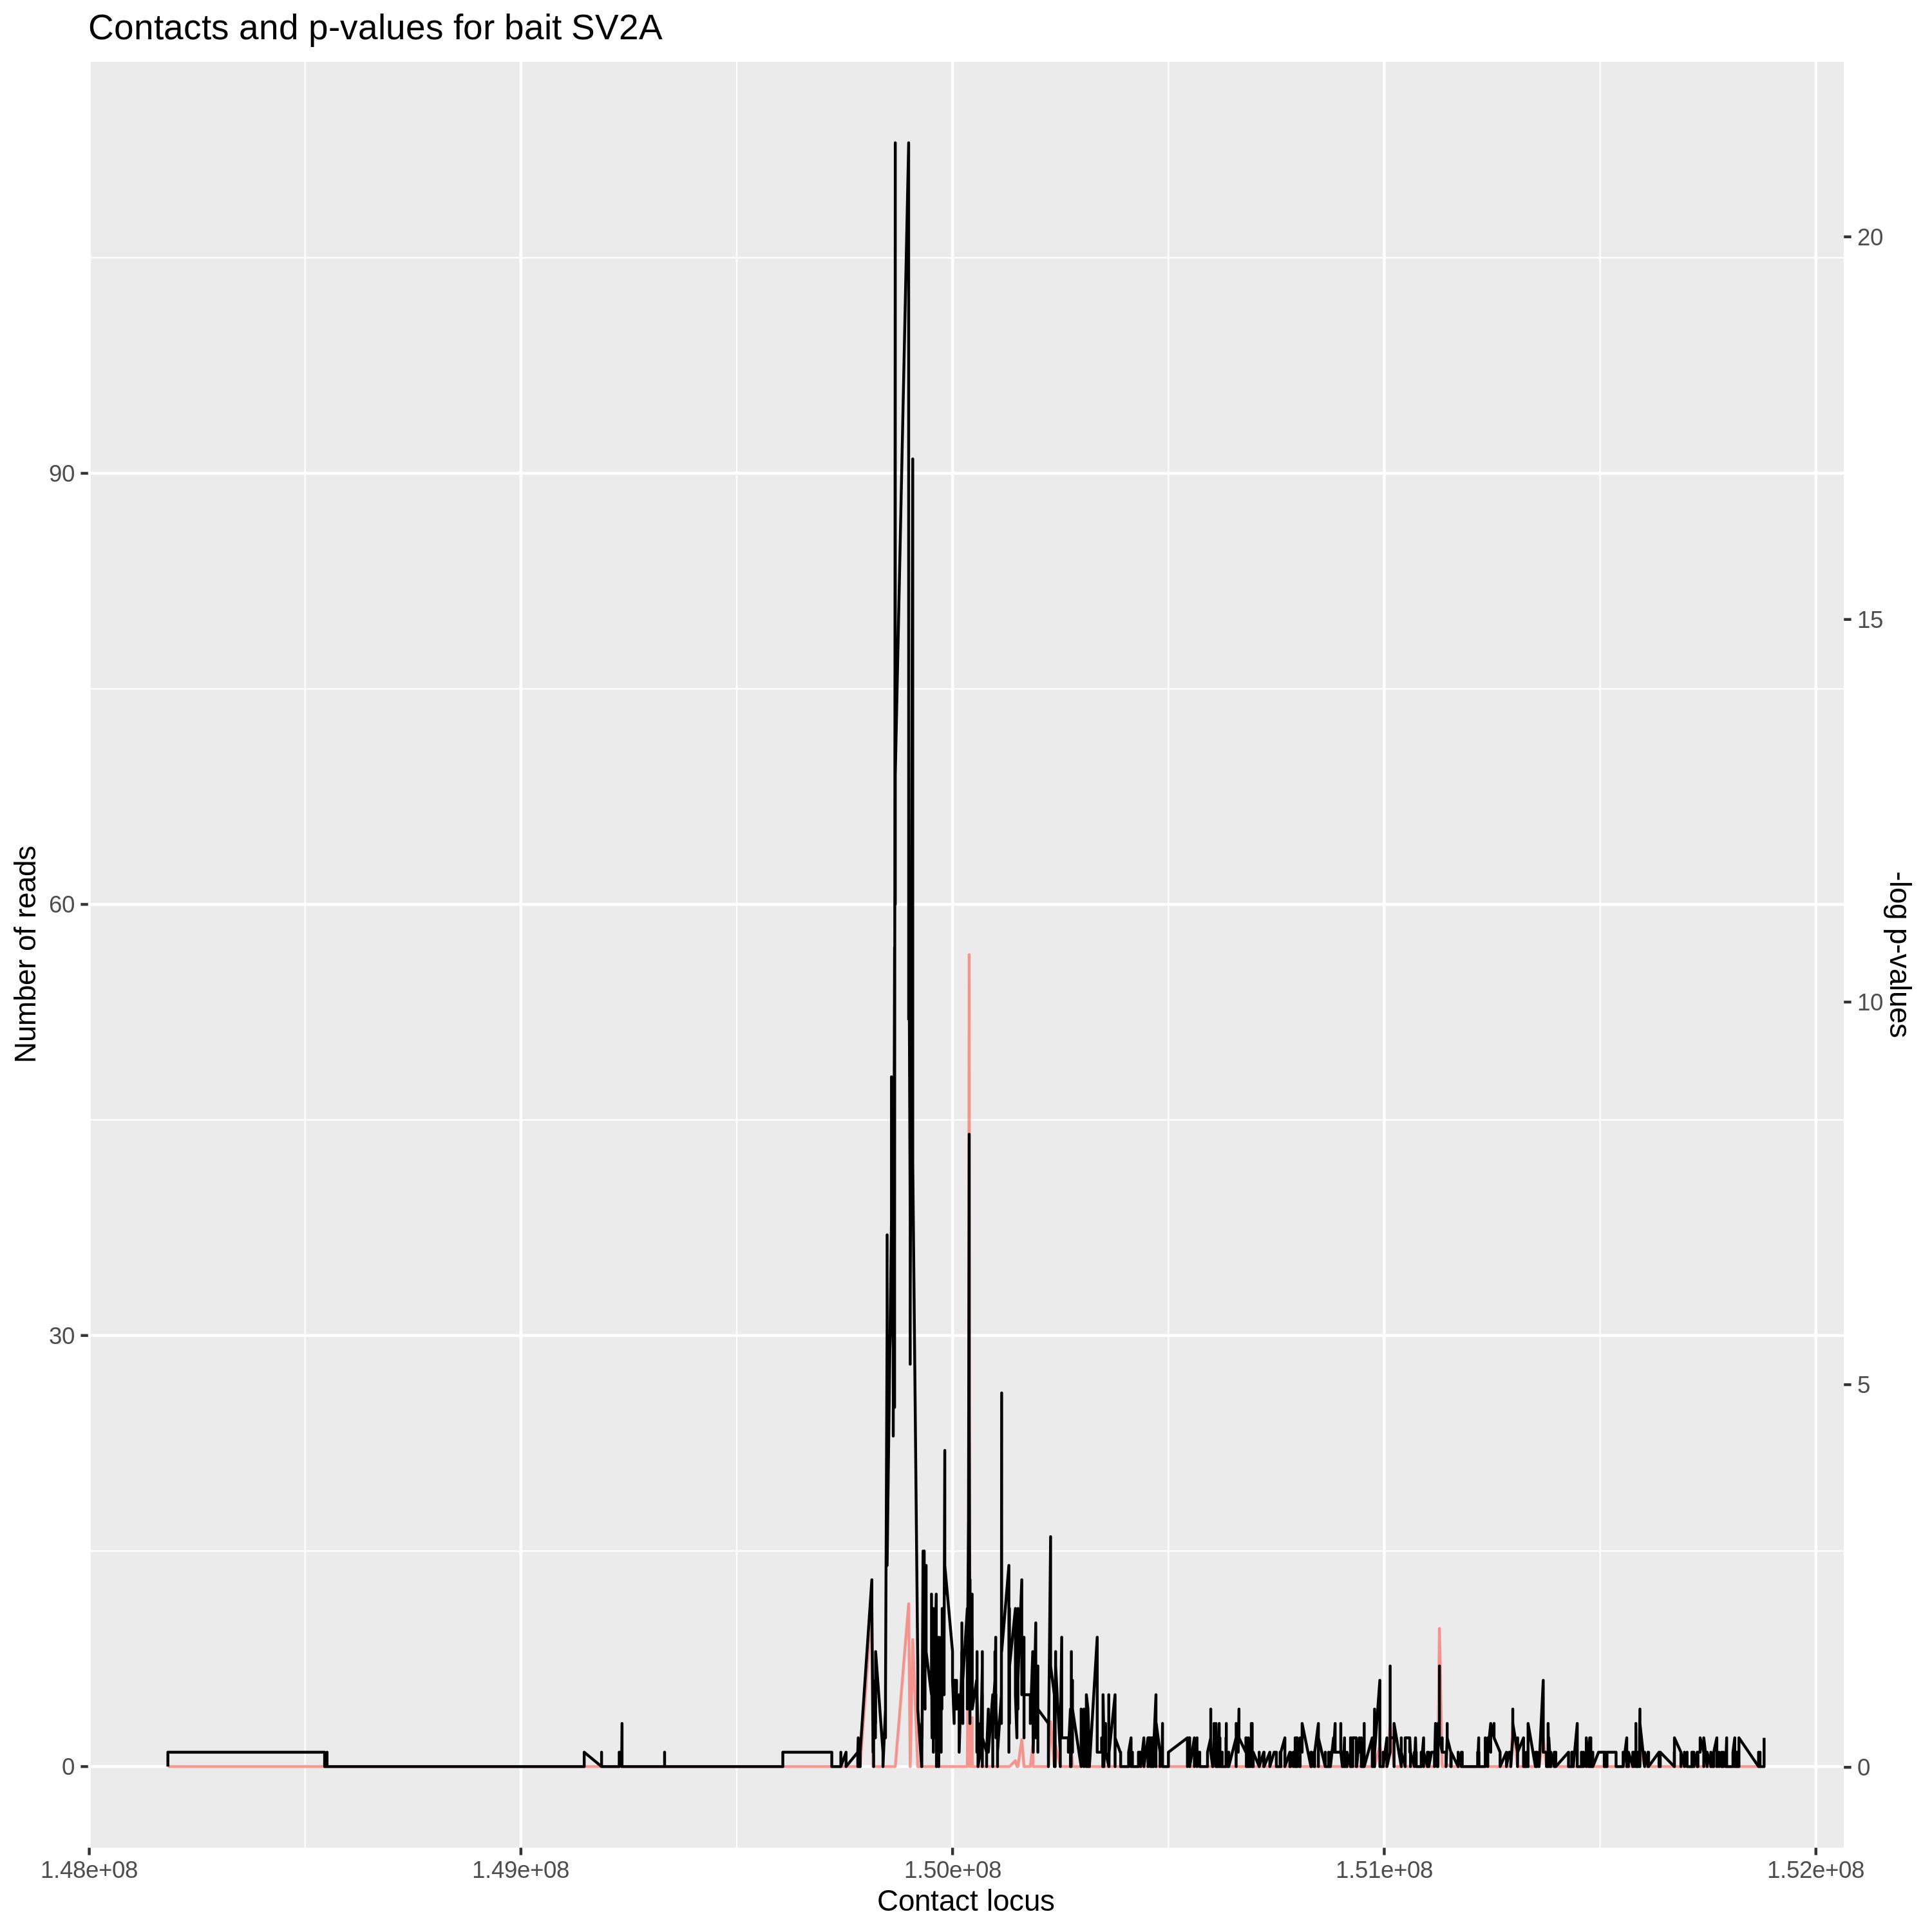 Contacts and p-values for bait SV2A
20
90
15
60
10
30
5
0
0
Number of reads
-log p-values
1.48e+08
1.49e+08
1.50e+08
1.51e+08
1.52e+08
Contact locus